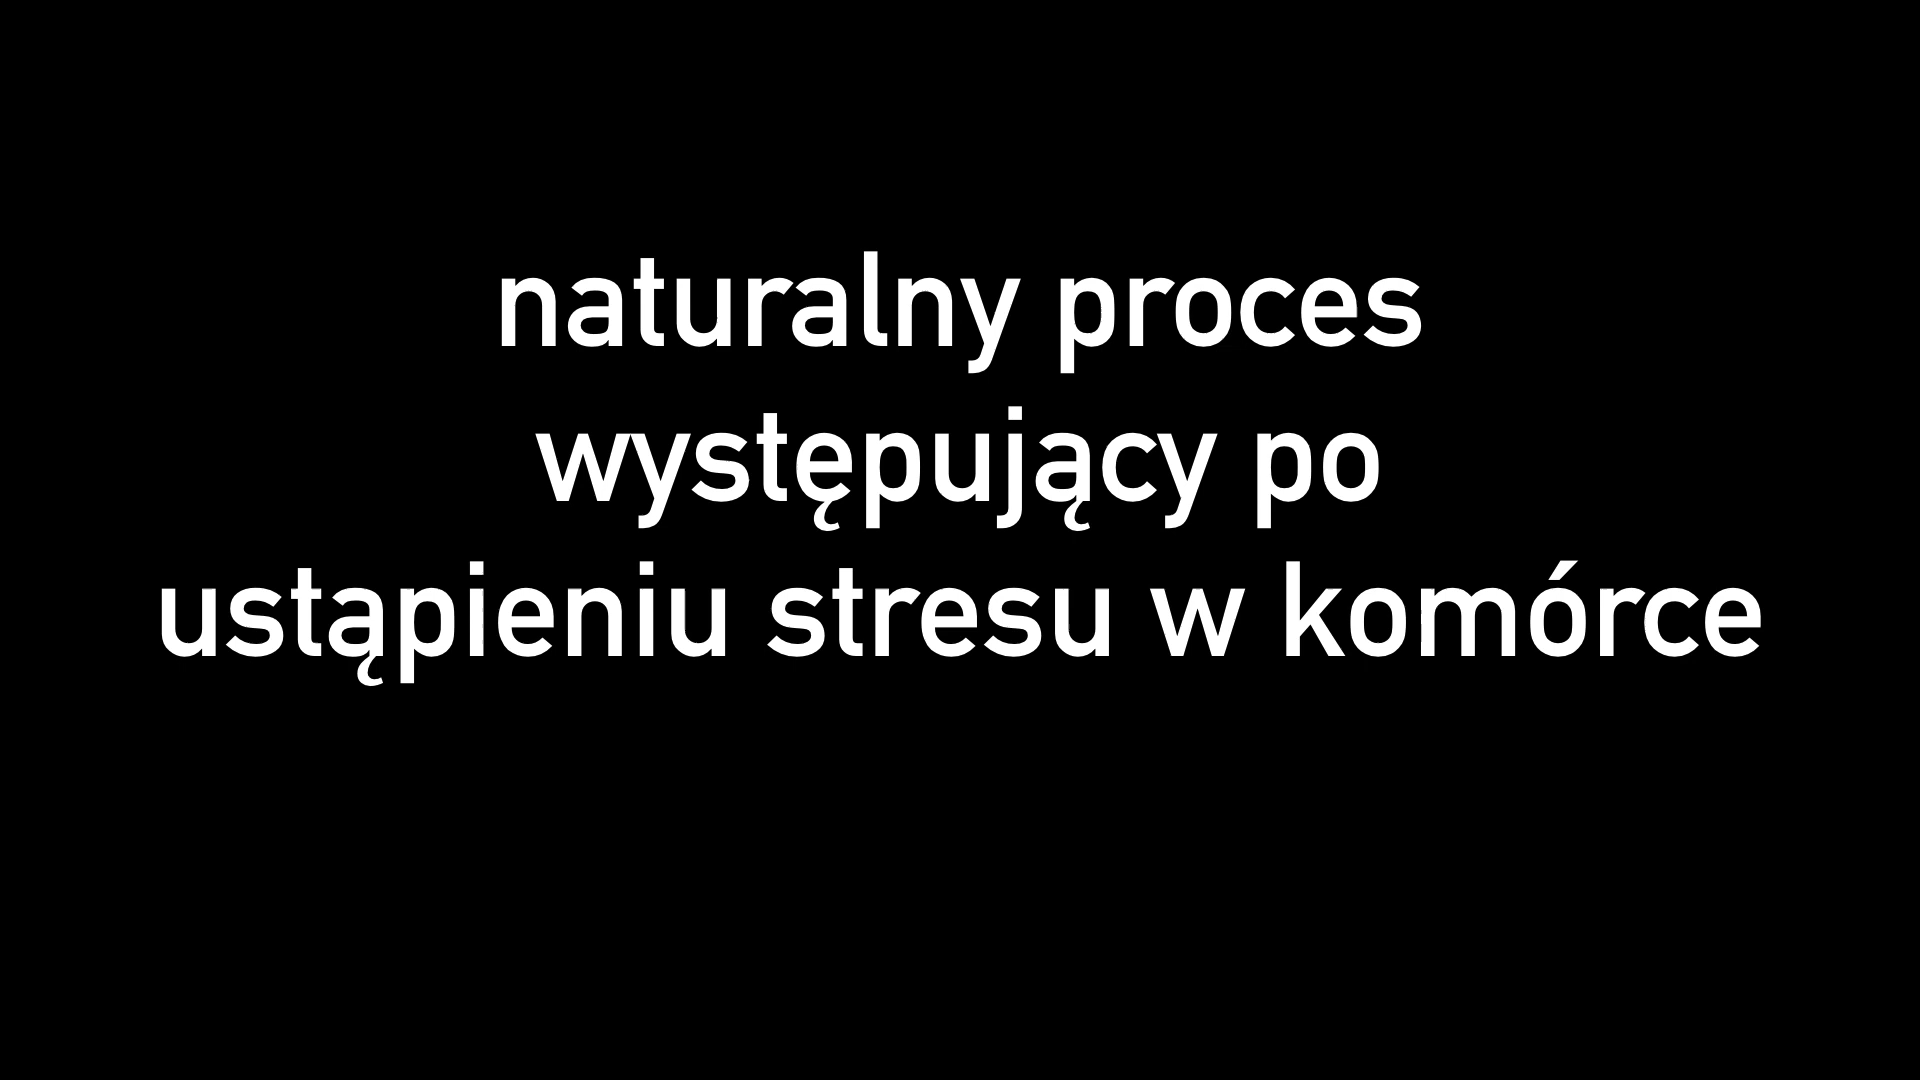 naturalny proces
występujący po
ustąpieniu stresu w komórce